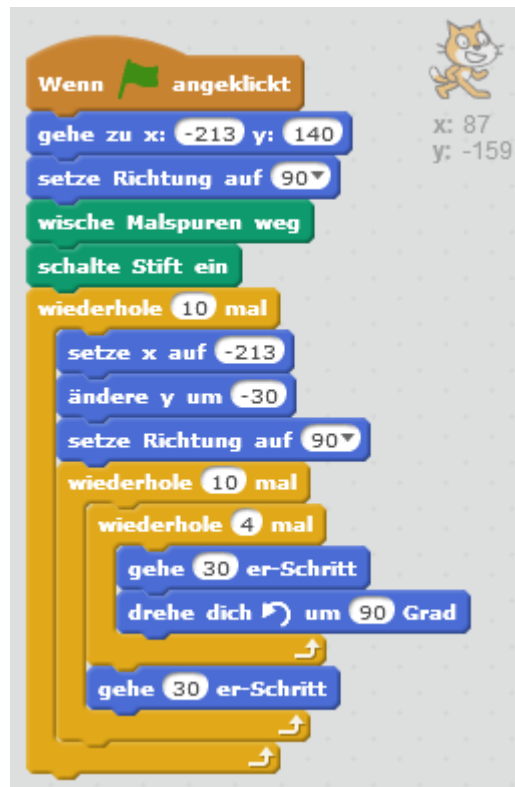 Wenn angeklickt
x: 87
y: -159
gehe zu x: -213 y: 140
setze Richtung auf 90
wische Malspuren weg
schalte Stift ein
wiederhole 10 mal
setze x auf -213
ändere y um -30
setze Richtung auf 90
wiederhole 10 mal
wiederhole 4 mal
gehe 30 er-Schritt
drehe dich um 90 Grad
gehe 30 er-Schritt